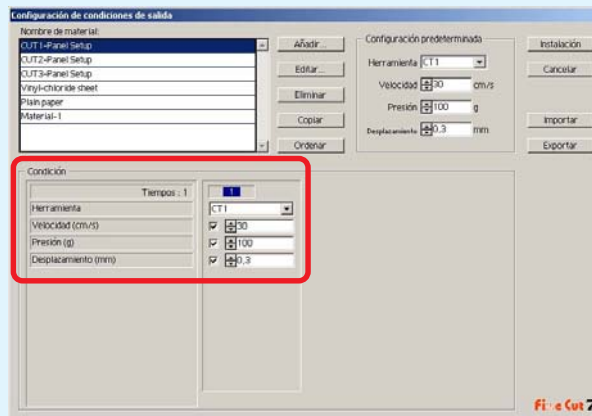 Configuración de condiciones de salida
Nombre de material:
CUT1-Panel Setup
CUT2-Panel Setup
CUT3-Panel Setup
Vinyl-chloride sheet
Plain paper
Material-1
Añadir...
Editar...
Eliminar
Copiar
Ordenar
Configuración predeterminada
Herramienta CT1
Velocidad 30 cm/s
Presión 100 g
Desplazamiento 0,3 mm
Instalación
Cancelar
Importar
Exportar
Condición
Tiempos : 1 1
Herramienta CT1
Velocidad (cm/s) 30
Presión (g) 100
Desplazamiento (mm) 0,3
Fine Cut 7